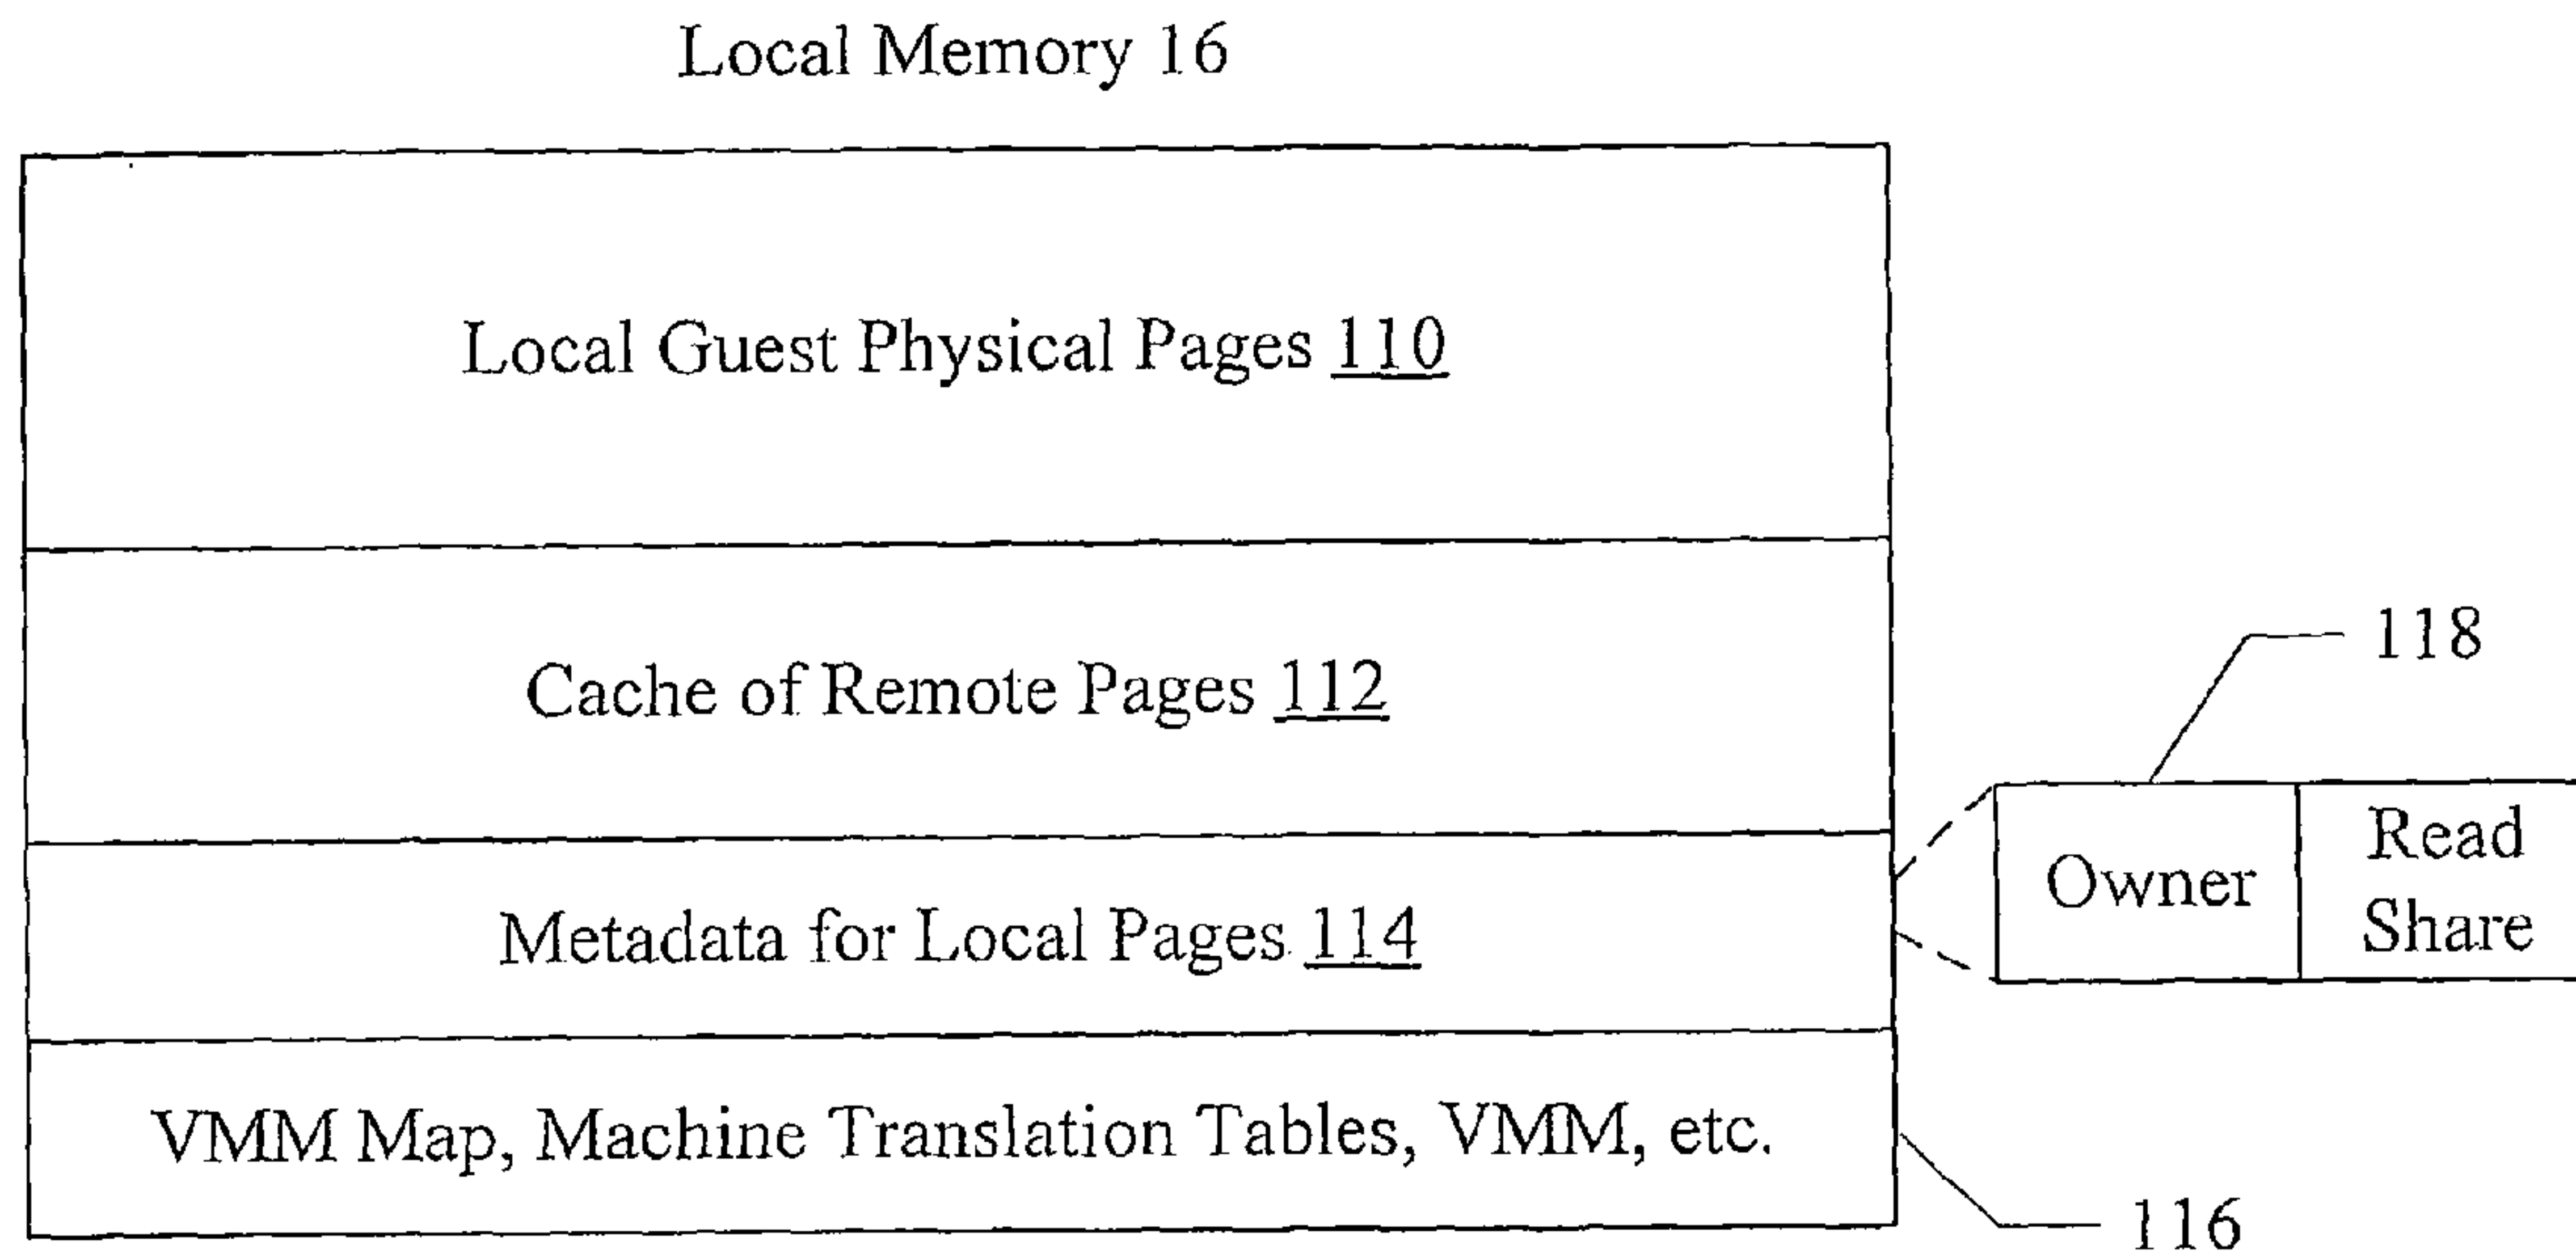 Local Memory 16
Local Guest Physical Pages 110
Cache of Remote Pages 112
118
Owner
Read
Share
Metadata for Local Pages 114
VMM Map, Machine Translation Tables, VMM, etc.
116